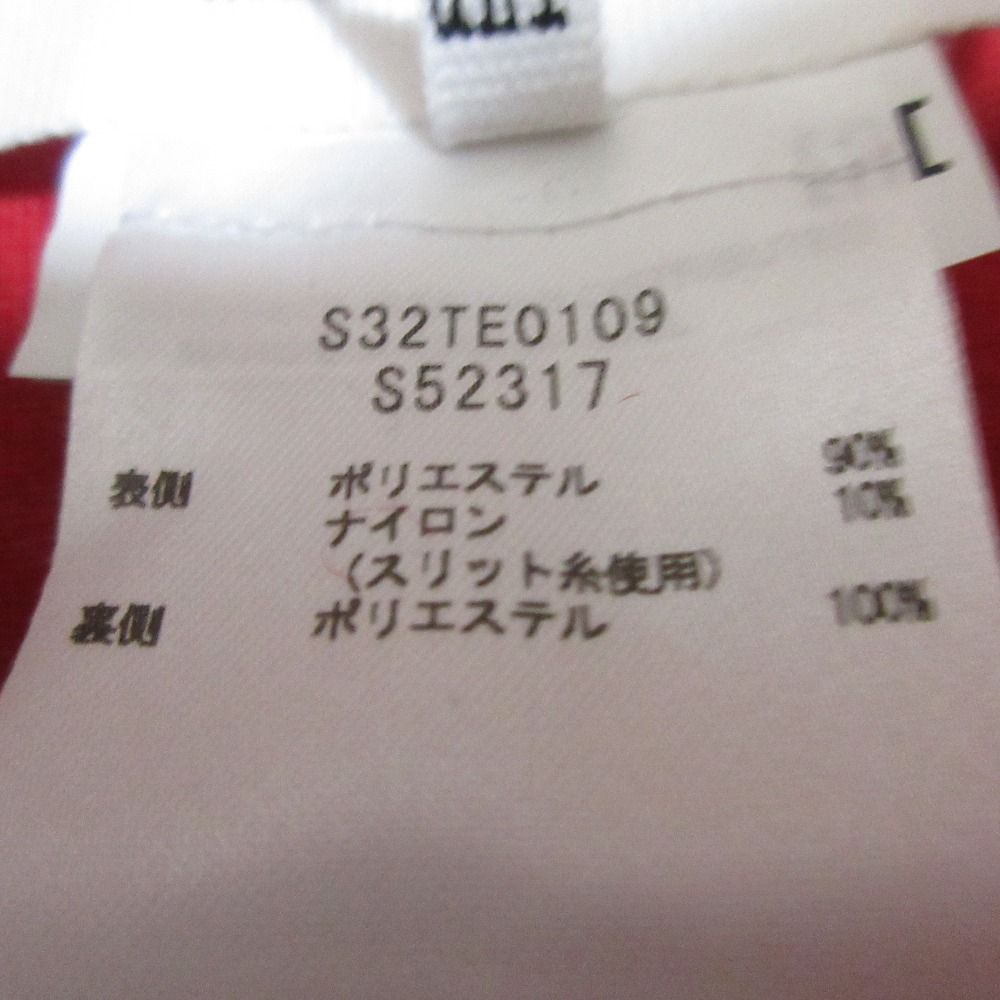 S32TE0109
S52317
表側 ポリエステル 90%
ナイロン 10%
(スリット糸使用)
裏側 ポリエステル 100%